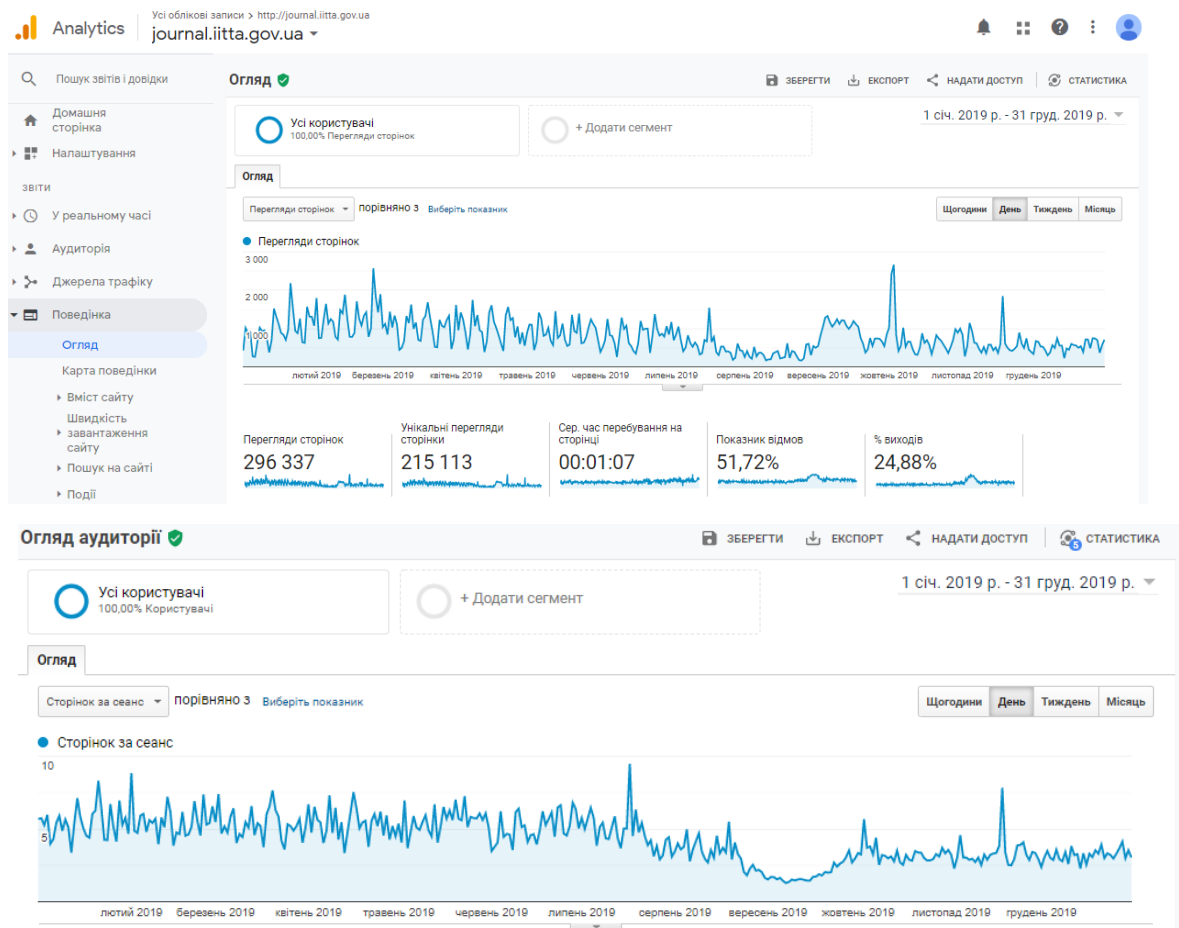 Analytics
Усі облікові записи > http://journal.iitta.gov.ua
journal.iitta.gov.ua
Пошук звітів і довідки
Домашня
сторінка
Налаштування
ЗВІТИ
У реальному часі
Аудиторія
Джерела трафіку
Поведінка
Огляд
Карта поведінки
Вміст сайту
Швидкість
завантаження
сайту
Пошук на сайті
Події
Огляд
ЗБЕРЕГТИ
ЕКСПОРТ
НАДАТИ ДОСТУП
СТАТИСТИКА
Усі користувачі
100,00% Перегляди сторінок
+ Додати сегмент
1 січ. 2019 р. - 31 груд. 2019 р.
Огляд
Перегляди сторінок
порівняно з
Виберіть показник
Щогодини
День
Тиждень
Місяць
Перегляди сторінок
3 000
2 000
1 000
лютий 2019
березень 2019
квітень 2019
травень 2019
червень 2019
липень 2019
серпень 2019
вересень 2019
жовтень 2019
листопад 2019
грудень 2019
Перегляди сторінок
296 337
Унікальні перегляди
сторінки
215 113
Сер. час перебування на
сторінці
00:01:07
Показник відмов
51,72%
% виходів
24,88%
Огляд аудиторії
ЗБЕРЕГТИ
ЕКСПОРТ
НАДАТИ ДОСТУП
5
СТАТИСТИКА
Усі користувачі
100,00% Користувачі
+ Додати сегмент
1 січ. 2019 р. - 31 груд. 2019 р.
Огляд
Сторінок за сеанс
порівняно з
Виберіть показник
Щогодини
День
Тиждень
Місяць
Сторінок за сеанс
10
5
лютий 2019
березень 2019
квітень 2019
травень 2019
червень 2019
липень 2019
серпень 2019
вересень 2019
жовтень 2019
листопад 2019
грудень 2019